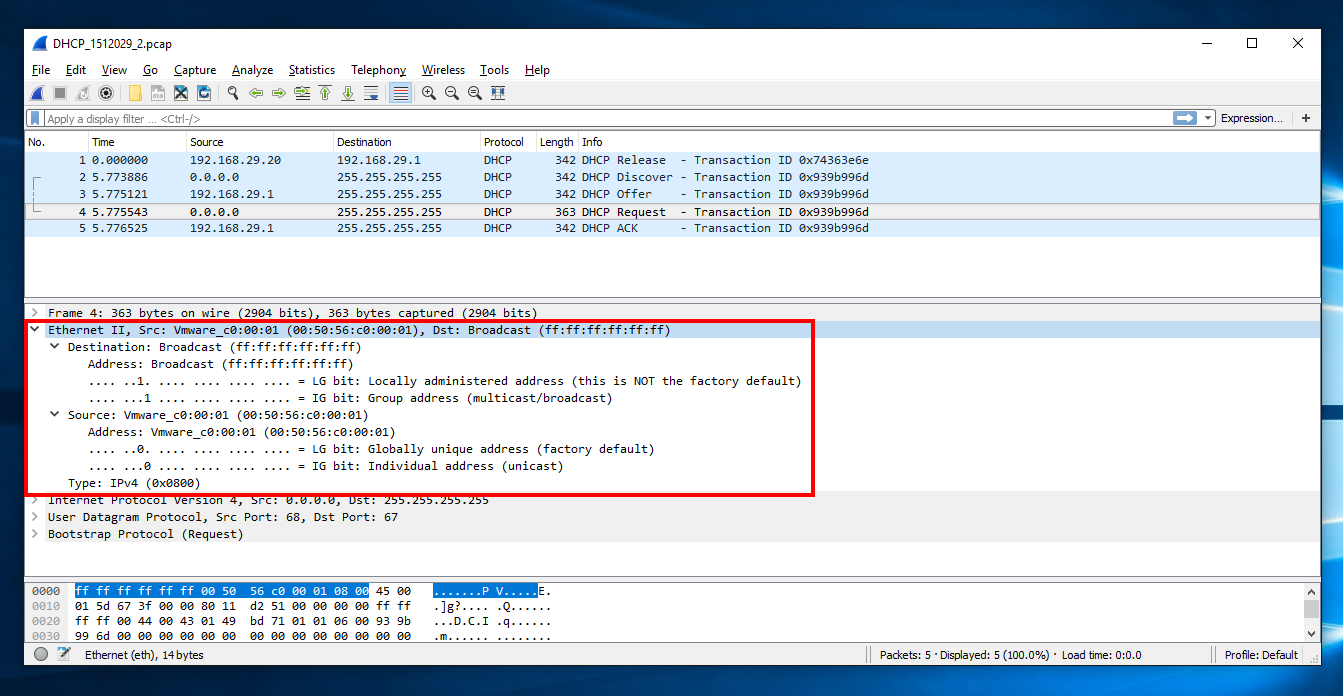 DHCP_1512029_2.pcap
File Edit View Go Capture Analyze Statistics Telephony Wireless Tools Help
Apply a display filter ... <Ctrl-/> Expression... +
No. Time Source Destination Protocol Length Info
1 0.000000 192.168.29.20 192.168.29.1 DHCP 342 DHCP Release - Transaction ID 0x74363e6e
2 5.773886 0.0.0.0 255.255.255.255 DHCP 342 DHCP Discover - Transaction ID 0x939b996d
3 5.775121 192.168.29.1 255.255.255.255 DHCP 342 DHCP Offer - Transaction ID 0x939b996d
4 5.775543 0.0.0.0 255.255.255.255 DHCP 363 DHCP Request - Transaction ID 0x939b996d
5 5.776525 192.168.29.1 255.255.255.255 DHCP 342 DHCP ACK - Transaction ID 0x939b996d
Frame 4: 363 bytes on wire (2904 bits), 363 bytes captured (2904 bits)
Ethernet II, Src: Vmware_c0:00:01 (00:50:56:c0:00:01), Dst: Broadcast (ff:ff:ff:ff:ff:ff)
Destination: Broadcast (ff:ff:ff:ff:ff:ff)
Address: Broadcast (ff:ff:ff:ff:ff:ff)
.... ..1. .... .... .... .... = LG bit: Locally administered address (this is NOT the factory default)
.... ...1 .... .... .... .... = IG bit: Group address (multicast/broadcast)
Source: Vmware_c0:00:01 (00:50:56:c0:00:01)
Address: Vmware_c0:00:01 (00:50:56:c0:00:01)
.... ..0. .... .... .... .... = LG bit: Globally unique address (factory default)
.... ...0 .... .... .... .... = IG bit: Individual address (unicast)
Type: IPv4 (0x0800)
Internet Protocol Version 4, Src: 0.0.0.0, Dst: 255.255.255.255
User Datagram Protocol, Src Port: 68, Dst Port: 67
Bootstrap Protocol (Request)
0000 ff ff ff ff ff ff 00 50 56 c0 00 01 08 00 45 00 .......P V.....E.
0010 01 5d 67 3f 00 00 80 11 d2 51 00 00 00 00 ff ff .]g?.... .Q......
0020 ff ff 00 44 00 43 01 49 bd 71 01 01 06 00 93 9b ...D.C.I .q......
0030 99 6d 00 00 00 00 00 00 00 00 00 00 00 00 00 00 .m...... ........
Ethernet (eth), 14 bytes Packets: 5 · Displayed: 5 (100.0%) · Load time: 0:0.0 Profile: Default